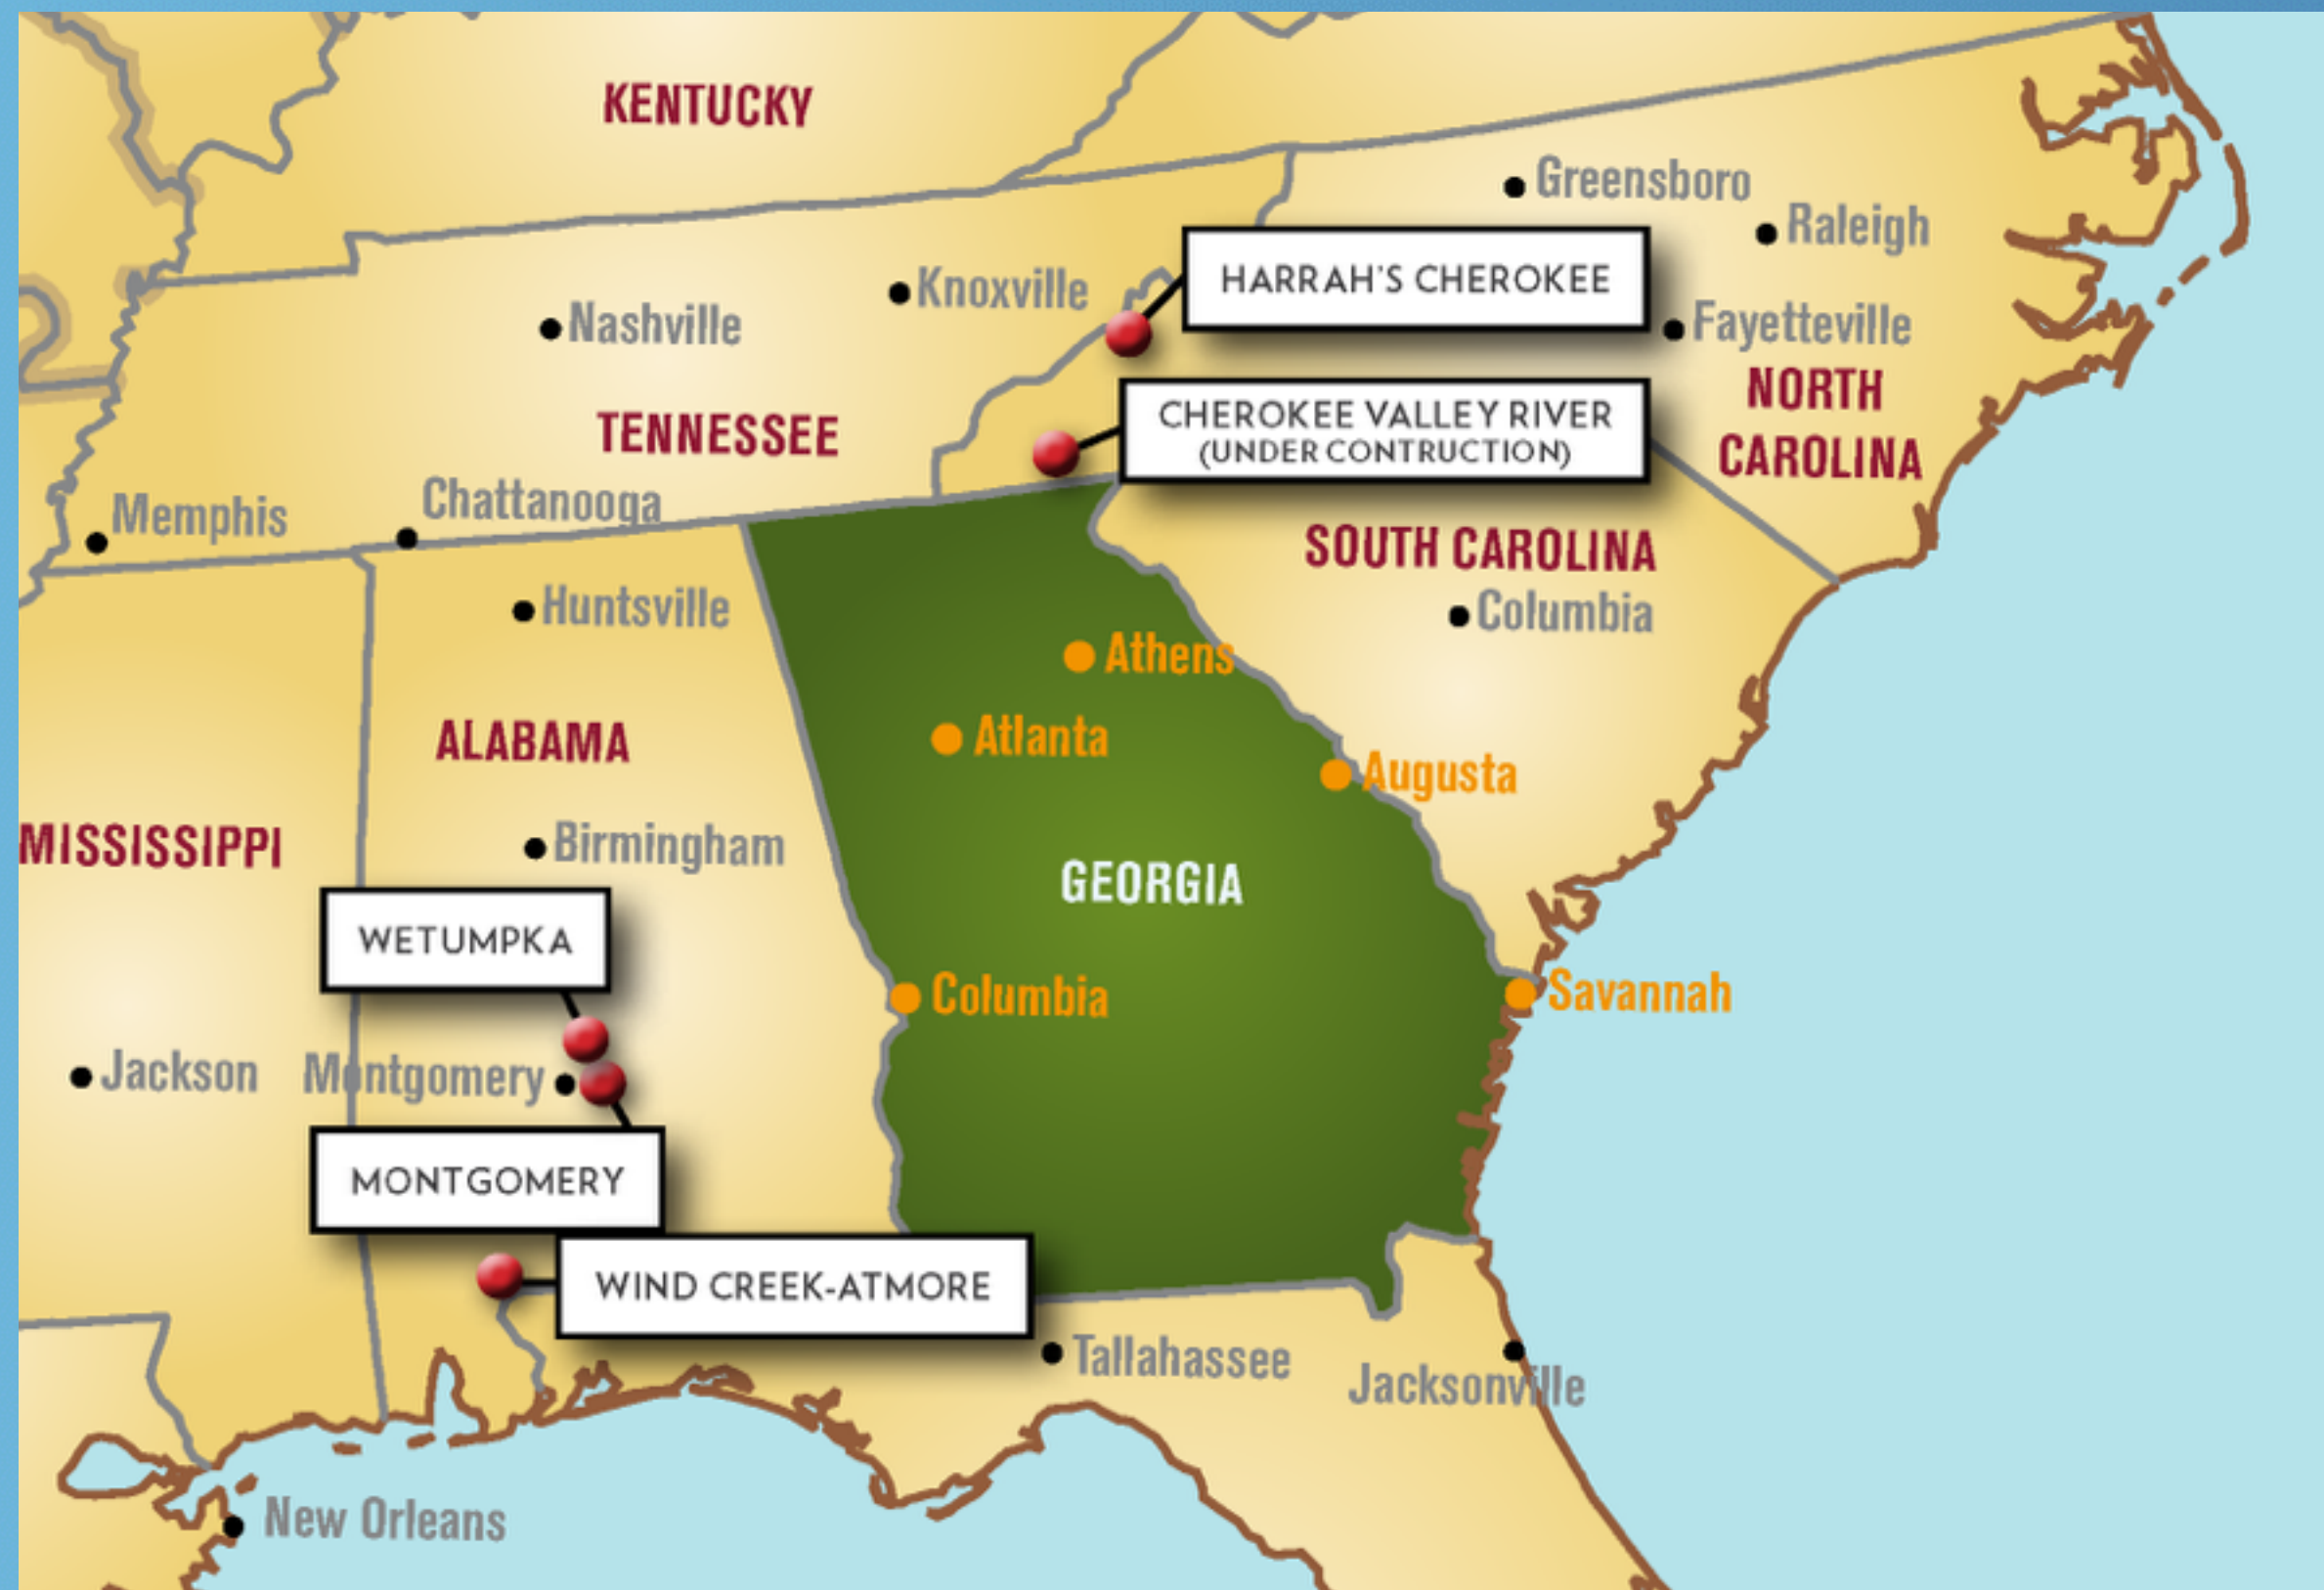 KENTUCKY
Greensboro
Raleigh
HARRAH'S CHEROKEE
Knoxville
Nashville
Fayetteville
NORTH
CAROLINA
CHEROKEE VALLEY RIVER
(UNDER CONTRUCTION)
TENNESSEE
Chattanooga
Memphis
SOUTH CAROLINA
Huntsville
Columbia
Athens
ALABAMA
Atlanta
Augusta
MISSISSIPPI
Birmingham
GEORGIA
WETUMPKA
Columbia
Savannah
Jackson
Montgomery
MONTGOMERY
WIND CREEK-ATMORE
Tallahassee
Jacksonville
New Orleans